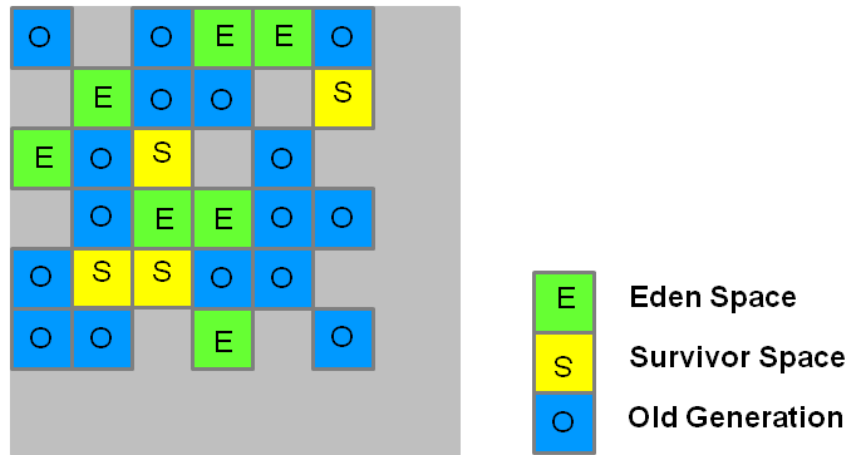 O O E E O
E O O S
E O S O
O E E O O
O S S O O
O O E O
E Eden Space
S Survivor Space
O Old Generation